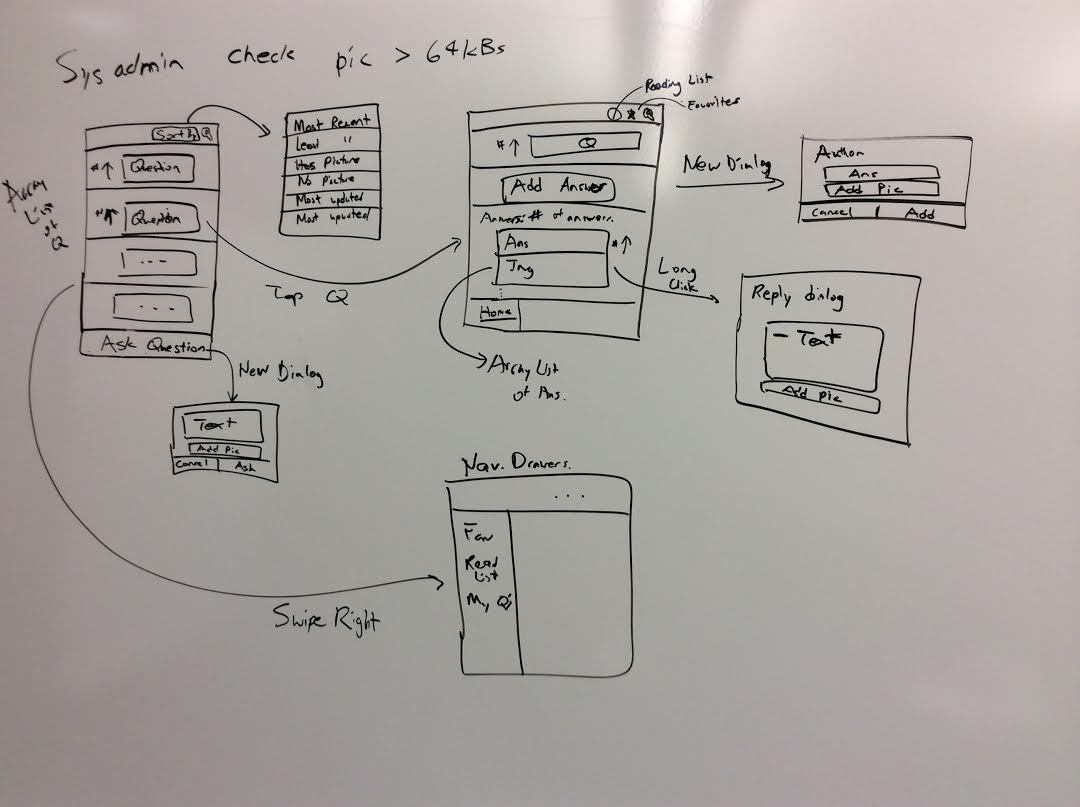 Sys admin check pic > 64kBs
Sort By Q
# ↑ Question
# ↑ Question
...
...
Ask Question
Array
List
of
Q
Most Recent
Least "
Has Picture
No Picture
Most updated
Most upvoted
Tap Q
Reading List
Favorites
# ↑ Q
Add Answer
Answers: # of answers.
Ans # ↑
Img
Home
Array List
of Ans.
New Dialog
Author
Ans
Add Pic
Cancel Add
Long
Click
Reply dialog
- Text
Add pic
New Dialog
Text
Add Pic
Cancel Ask
Swipe Right
Nav. Drawers.
...
Fav
Read
List
My Q's